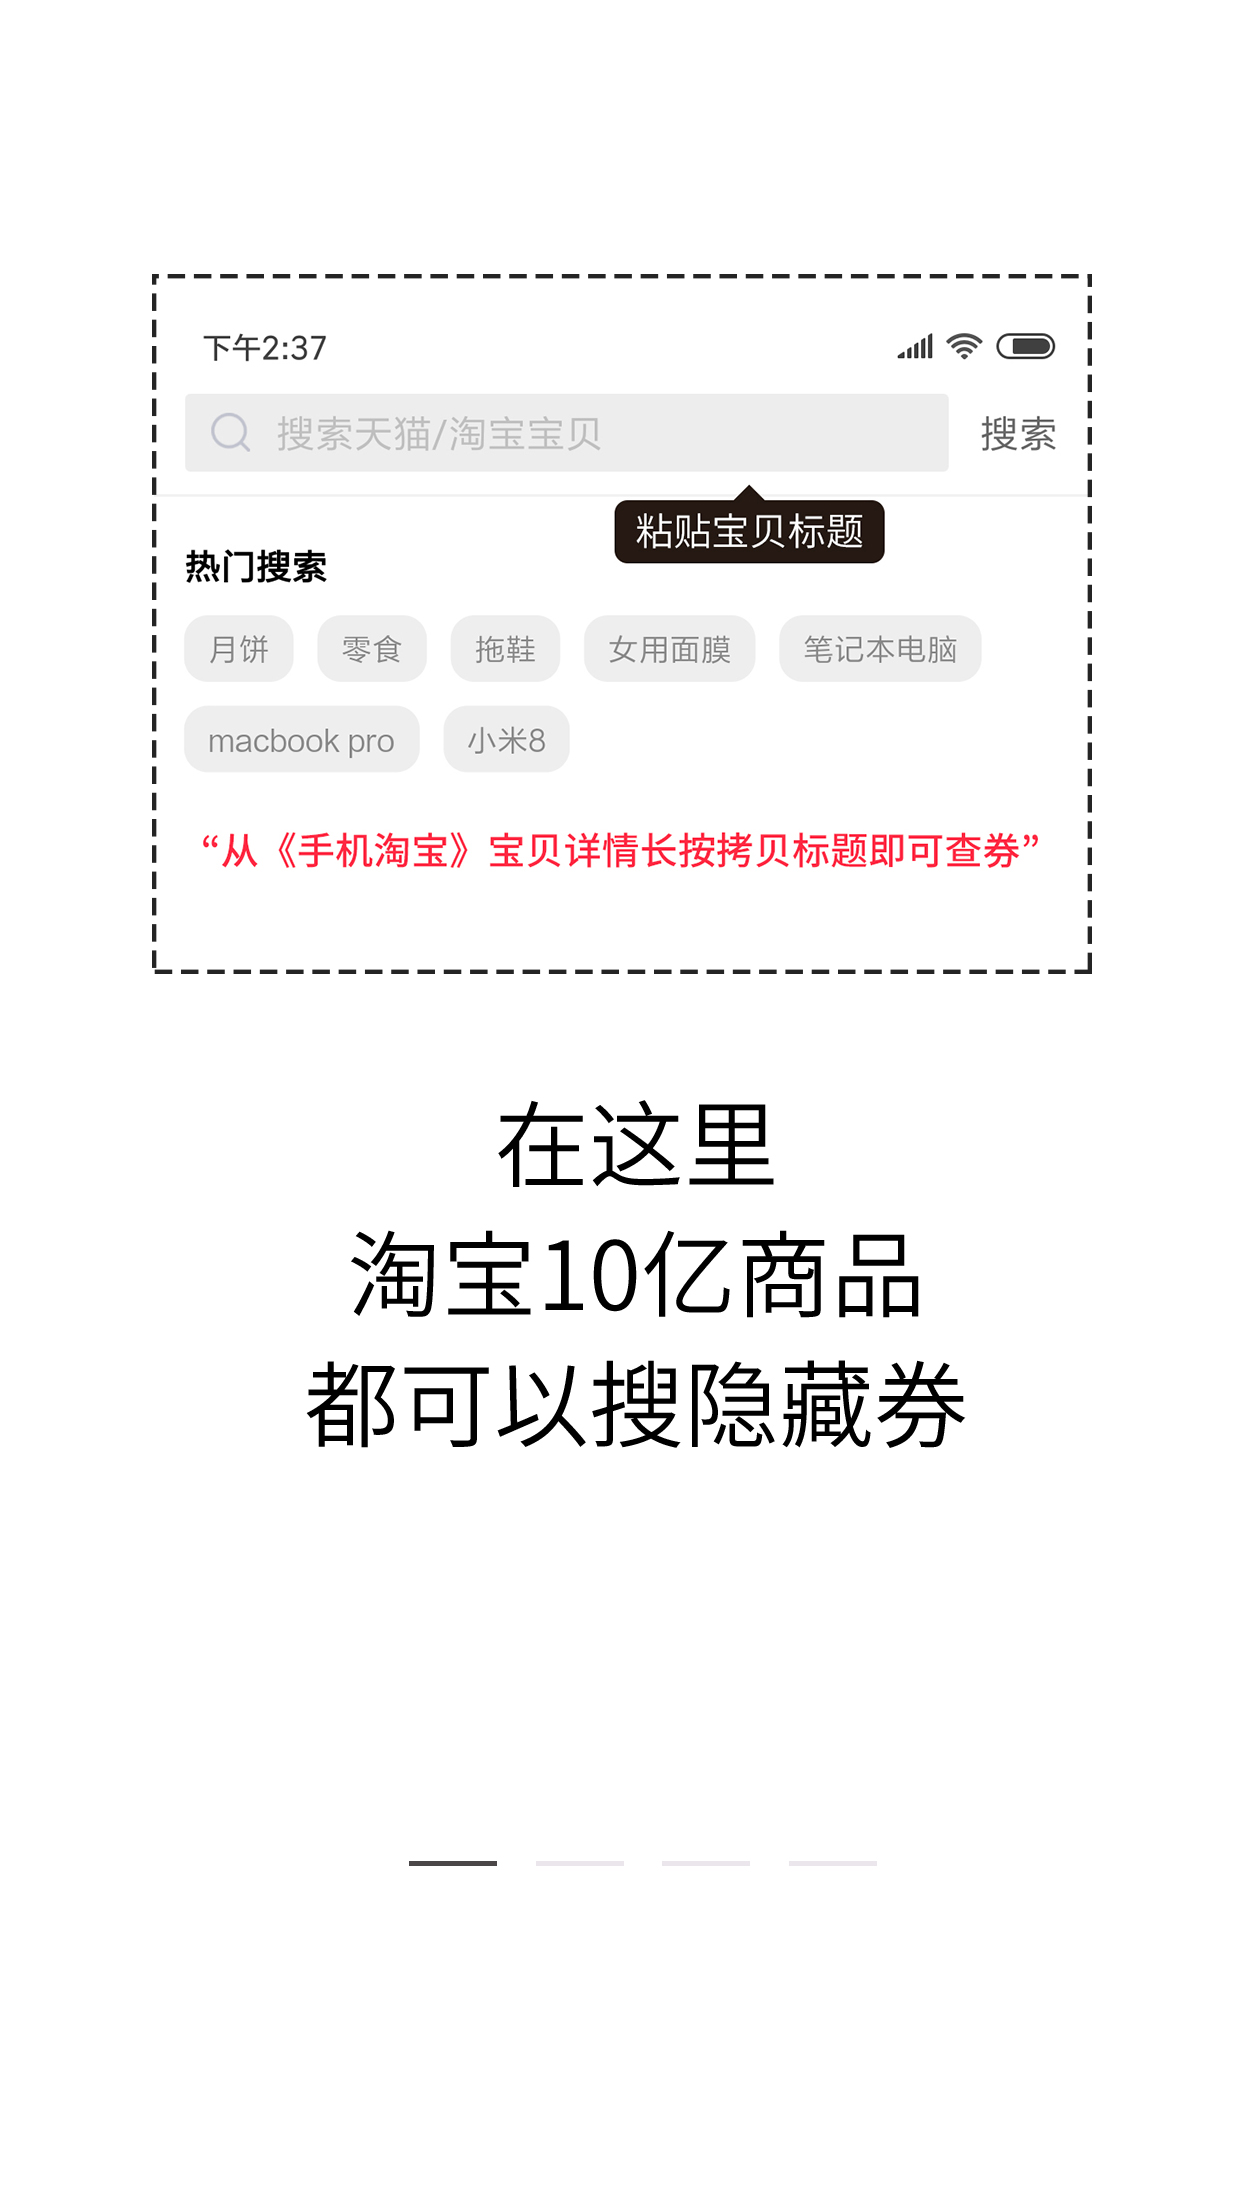 下午2:37
搜索天猫/淘宝宝贝 搜索
粘贴宝贝标题
热门搜索
月饼 零食 拖鞋 女用面膜 笔记本电脑
macbook pro 小米8
“从《手机淘宝》宝贝详情长按拷贝标题即可查券”
在这里
淘宝10亿商品
都可以搜隐藏券